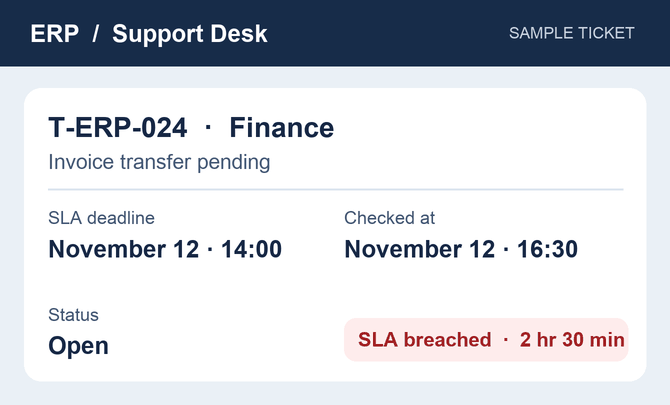 ERP / Support Desk
SAMPLE TICKET
T-ERP-024 · Finance
Invoice transfer pending
SLA deadline
Checked at
November 12 · 14:00
November 12 · 16:30
Status
Open
SLA breached · 2 hr 30 min